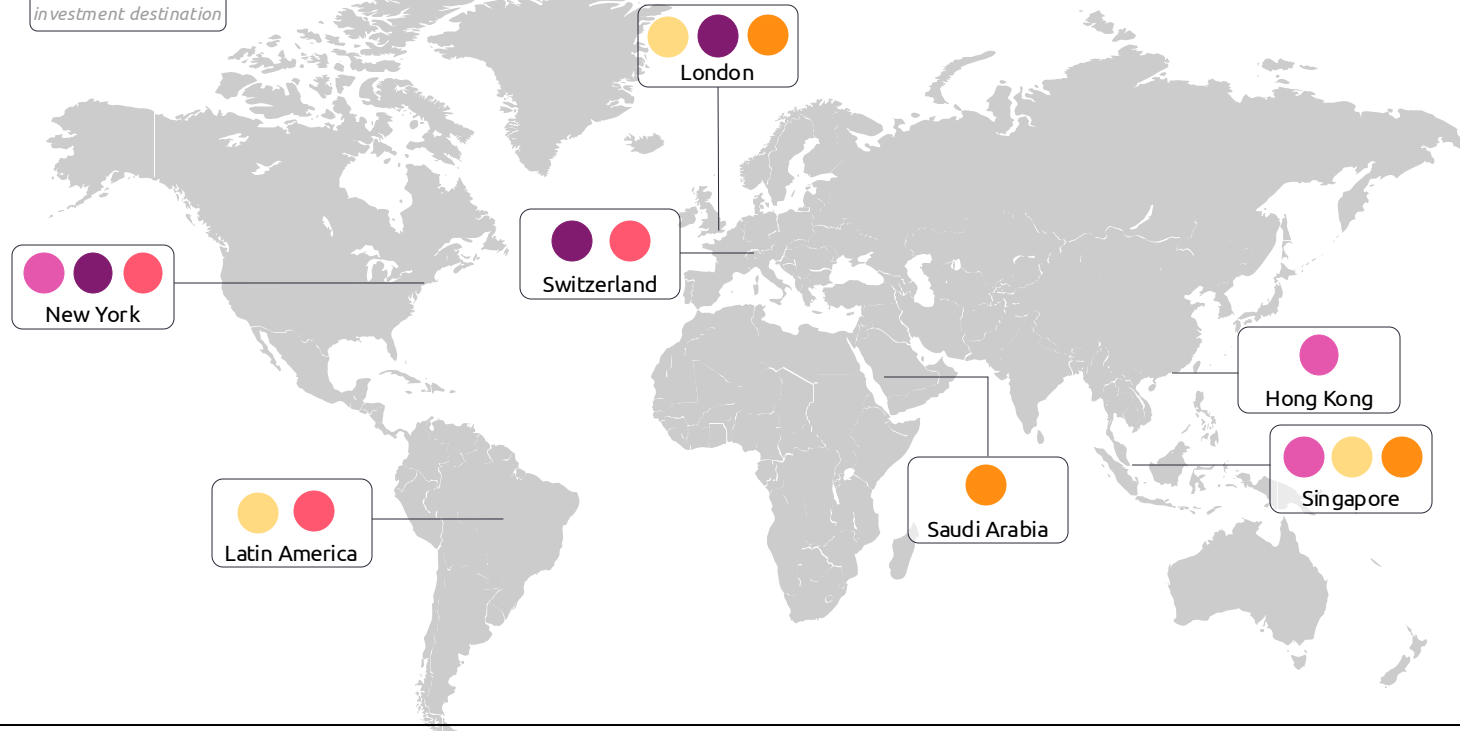 investment destination
London
Switzerland
New York
Hong Kong
Singapore
Saudi Arabia
Latin America